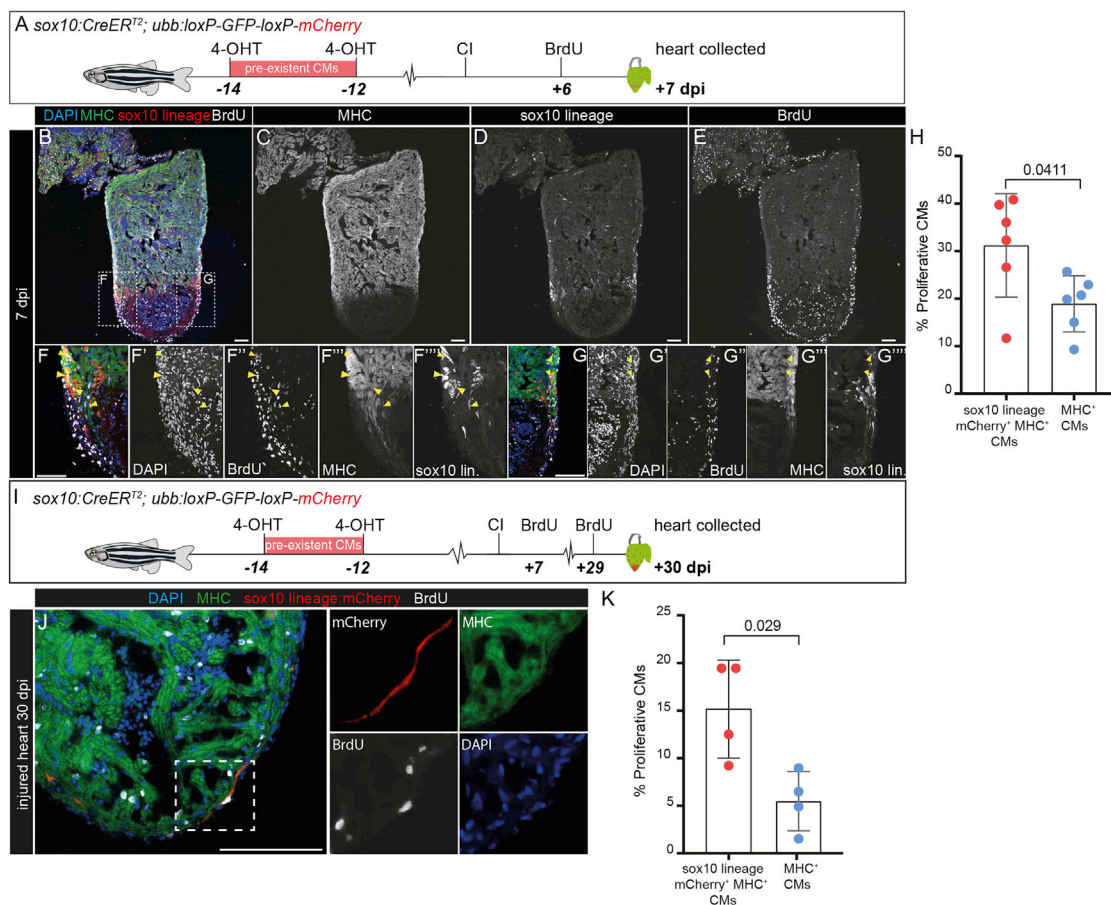 A sox10:CreERT2; ubb:loxP-GFP-loxP-mCherry
4-OHT 4-OHT CI BrdU heart collected
pre-existent CMs
-14 -12 +6 +7 dpi
DAPI MHC sox10 lineage BrdU MHC sox10 lineage BrdU
B C D E
7 dpi
F G
F F' F'' F''' F'''' G G' G'' G''' G''''
DAPI BrdU MHC sox10 lin. DAPI BrdU MHC sox10 lin.
H
0.0411
% Proliferative CMs
50
40
30
20
10
0
sox10 lineage
mCherry+ MHC+
CMs
MHC+
CMs
I sox10:CreERT2; ubb:loxP-GFP-loxP-mCherry
4-OHT 4-OHT CI BrdU BrdU heart collected
pre-existent CMs
-14 -12 +7 +29 +30 dpi
DAPI MHC sox10 lineage:mCherry BrdU
injured heart 30 dpi
J
mCherry MHC
BrdU DAPI
K
0.029
% Proliferative CMs
25
20
15
10
5
0
sox10 lineage
mCherry+ MHC+
CMs
MHC+
CMs